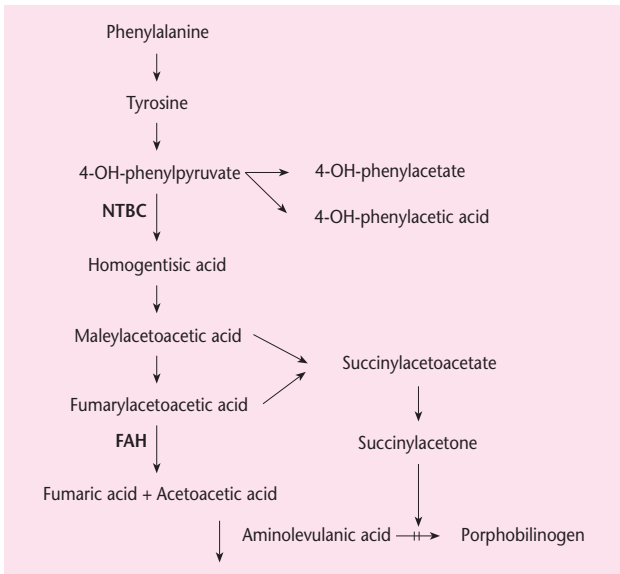 Phenylalanine
Tyrosine
4-OH-phenylpyruvate
4-OH-phenylacetate
4-OH-phenylacetic acid
NTBC
Homogentisic acid
Maleylacetoacetic acid
Succinylacetoacetate
Fumarylacetoacetic acid
FAH
Succinylacetone
Fumaric acid + Acetoacetic acid
Aminolevulanic acid
Porphobilinogen